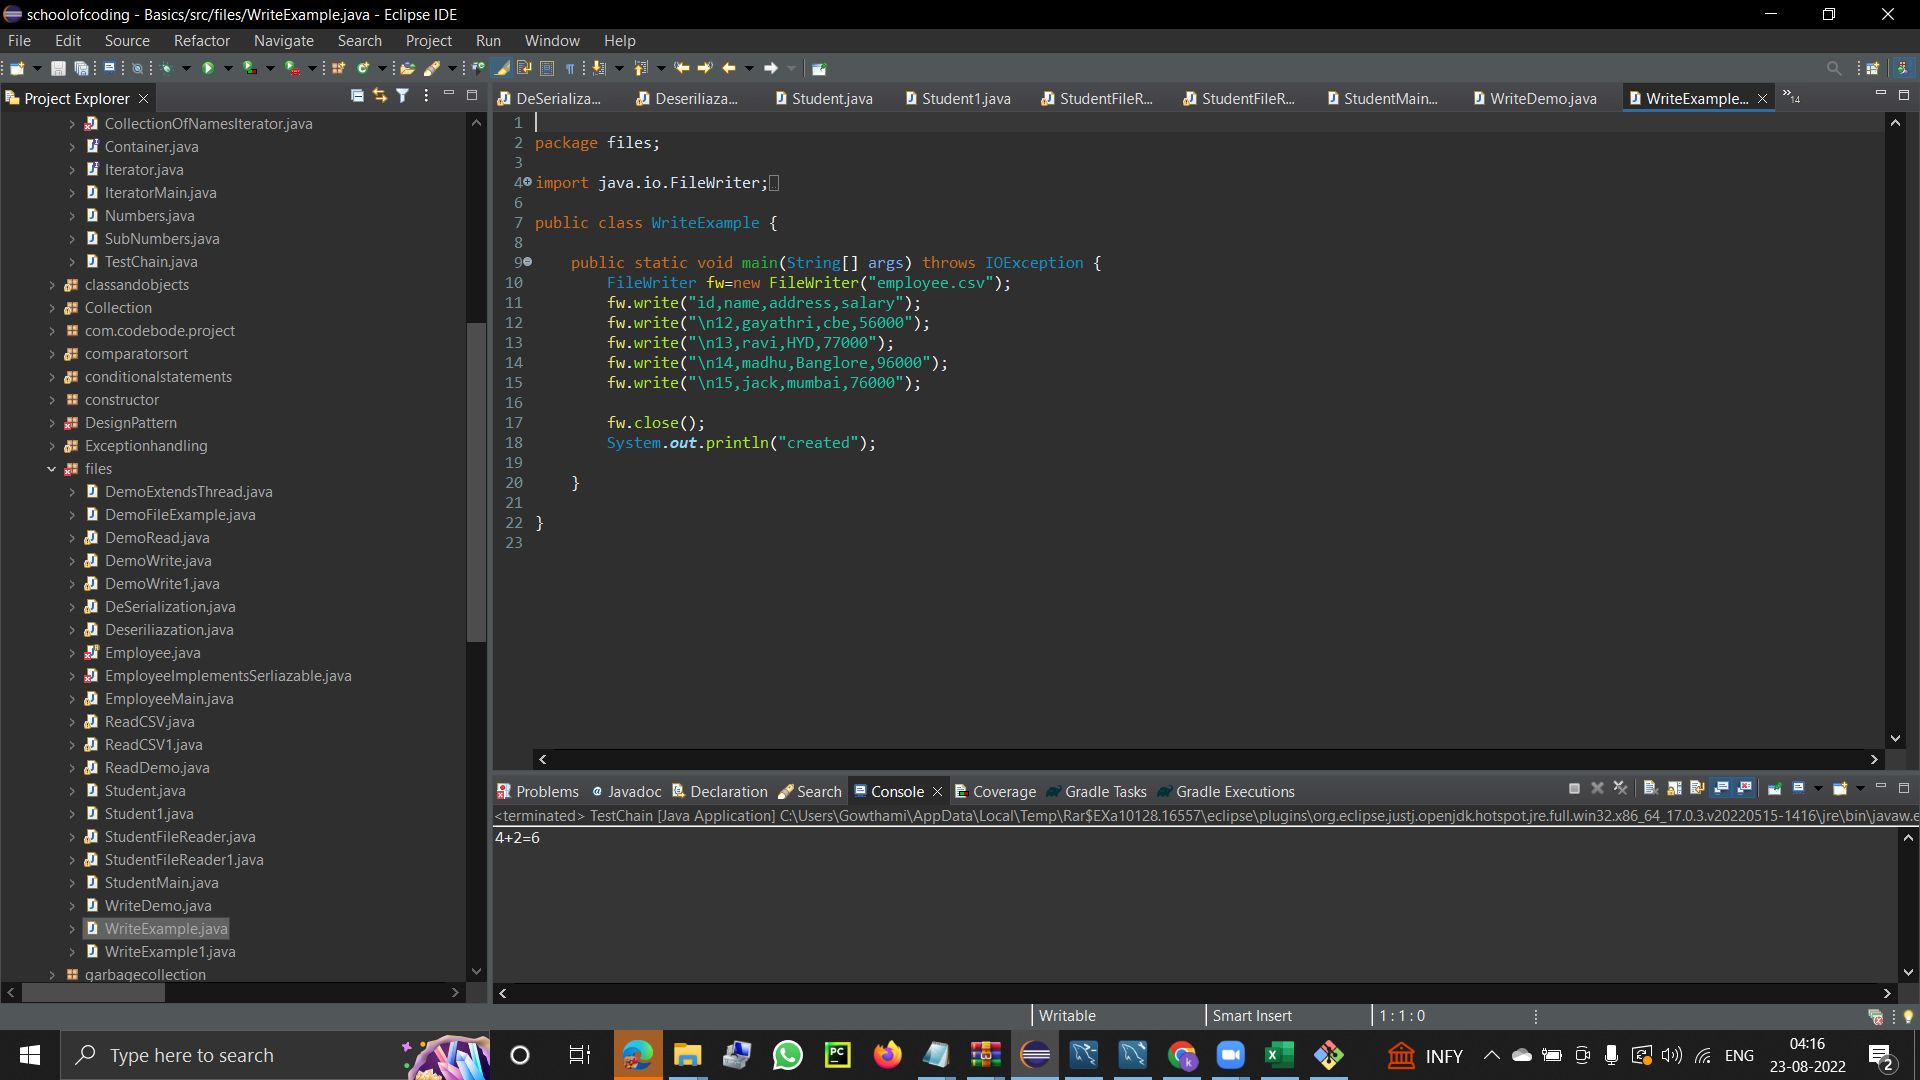 schoolofcoding - Basics/src/files/WriteExample.java - Eclipse IDE
File Edit Source Refactor Navigate Search Project Run Window Help
Project Explorer
CollectionOfNamesIterator.java
Container.java
Iterator.java
IteratorMain.java
Numbers.java
SubNumbers.java
TestChain.java
classandobjects
Collection
com.codebode.project
comparatorsort
conditionalstatements
constructor
DesignPattern
Exceptionhandling
files
DemoExtendsThread.java
DemoFileExample.java
DemoRead.java
DemoWrite.java
DemoWrite1.java
DeSerialization.java
Deseriliazation.java
Employee.java
EmployeeImplementsSerliazable.java
EmployeeMain.java
ReadCSV.java
ReadCSV1.java
ReadDemo.java
Student.java
Student1.java
StudentFileReader.java
StudentFileReader1.java
StudentMain.java
WriteDemo.java
WriteExample.java
WriteExample1.java
garbagecollection
DeSerializa... Deseriliaza... Student.java Student1.java StudentFileR... StudentFileR... StudentMain... WriteDemo.java WriteExample... 14
1
2 package files;
3
4 import java.io.FileWriter;
6
7 public class WriteExample {
8
9 public static void main(String[] args) throws IOException {
10 FileWriter fw=new FileWriter("employee.csv");
11 fw.write("id,name,address,salary");
12 fw.write("\n12,gayathri,cbe,56000");
13 fw.write("\n13,ravi,HYD,77000");
14 fw.write("\n14,madhu,Banglore,96000");
15 fw.write("\n15,jack,mumbai,76000");
16
17 fw.close();
18 System.out.println("created");
19
20 }
21
22 }
23
Problems Javadoc Declaration Search Console Coverage Gradle Tasks Gradle Executions
<terminated> TestChain [Java Application] C:\Users\Gowthami\AppData\Local\Temp\Rar$EXa10128.16557\eclipse\plugins\org.eclipse.justj.openjdk.hotspot.jre.full.win32.x86_64_17.0.3.v20220515-1416\jre\bin\javaw.e
4+2=6
Writable Smart Insert 1 : 1 : 0
Type here to search
INFY
ENG
04:16
23-08-2022
2